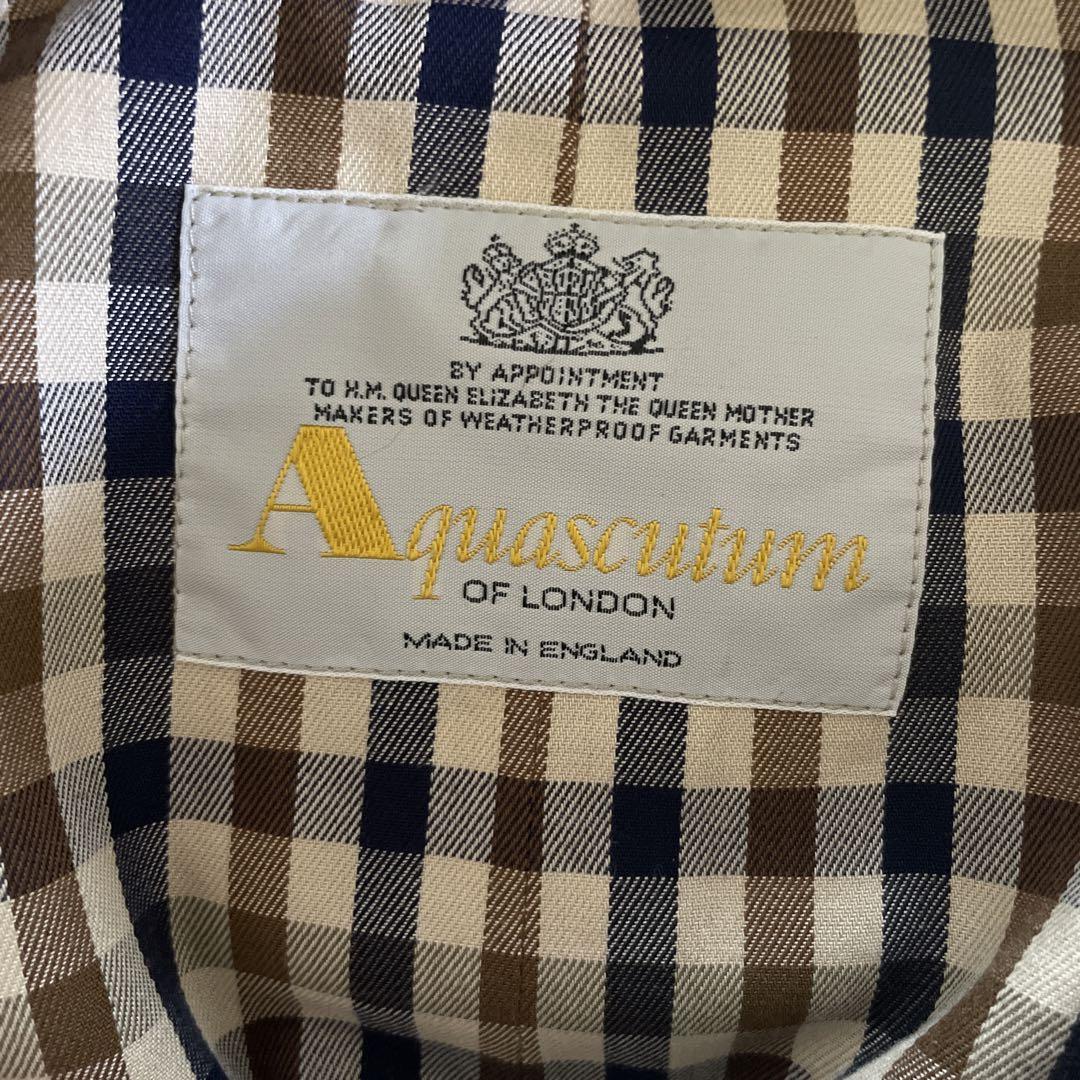 BY APPOINTMENT
TO H.M. QUEEN ELIZABETH THE QUEEN MOTHER
MAKERS OF WEATHERPROOF GARMENTS
Aquascutum
OF LONDON
MADE IN ENGLAND